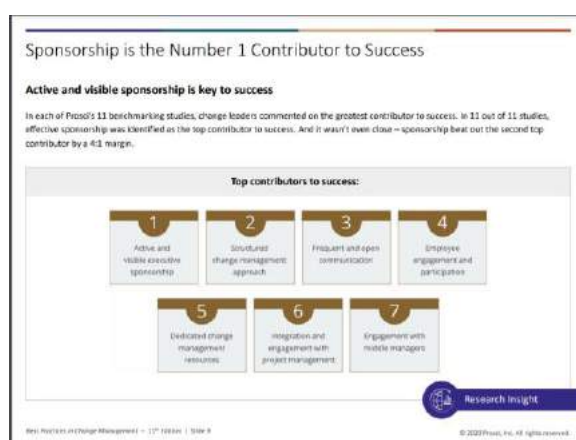 Sponsorship is the Number 1 Contributor to Success
Active and visible sponsorship is key to success
In each of Prosci's 11 benchmarking studies, change leaders commented on the greatest contributor to success. In 11 out of 11 studies,
effective sponsorship was identified as the top contributor to success. And it wasn't even close – sponsorship beat out the second top
contributor by a 4:1 margin.
Top contributors to success:
1
Active and
visible executive
sponsorship
2
Structured
change management
approach
3
Frequent and open
communication
4
Employee
engagement and
participation
5
Dedicated change
management
resources
6
Integration and
engagement with
project management
7
Engagement with
middle managers
Research Insight
Best Practices in Change Management – 11th Edition | Slide
© 2020 Prosci, Inc. All rights reserved.